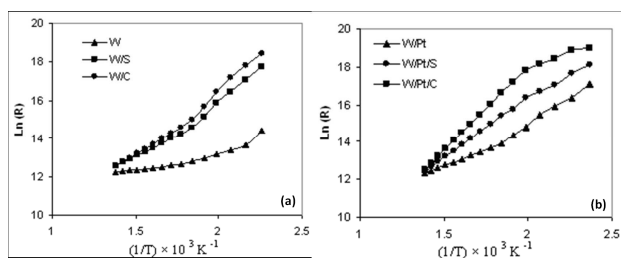 20
18
16
14
12
10
Ln (R)
W
W/S
W/C
(a)
1
1.5
2
2.5
(1/T) × 10 3 K -1
20
18
16
14
12
10
Ln (R)
W/Pt
W/Pt/S
W/Pt/C
(b)
1
1.5
2
2.5
(1/T) × 10 3 K -1